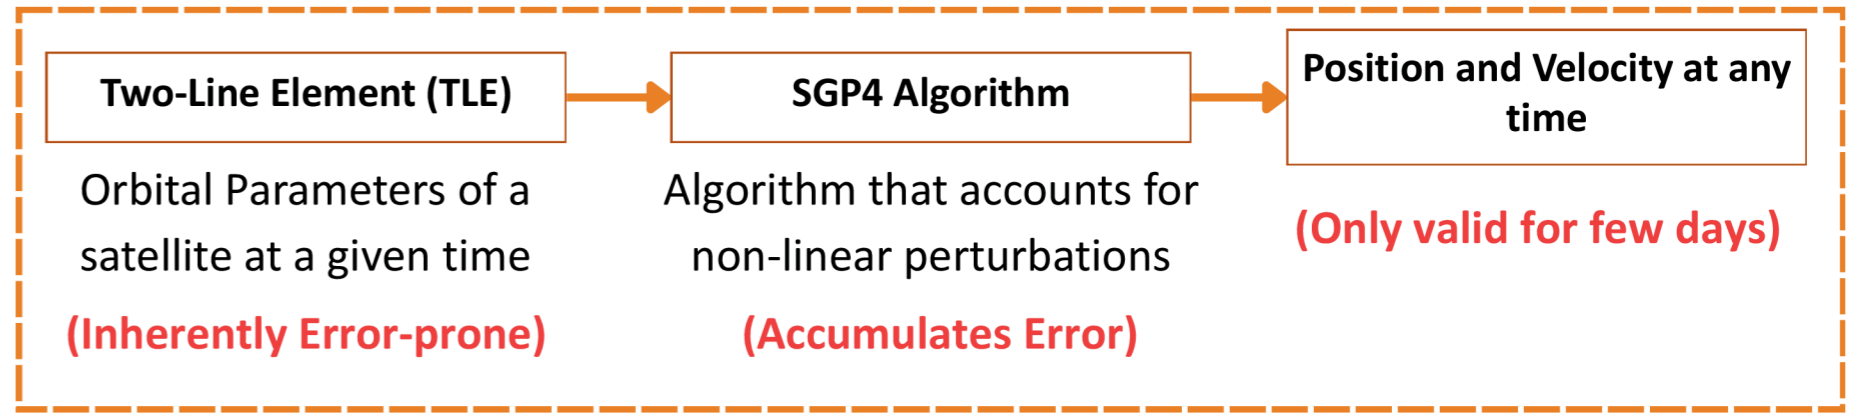 Two-Line Element (TLE)
Orbital Parameters of a
satellite at a given time
(Inherently Error-prone)
SGP4 Algorithm
Algorithm that accounts for
non-linear perturbations
(Accumulates Error)
Position and Velocity at any
time
(Only valid for few days)